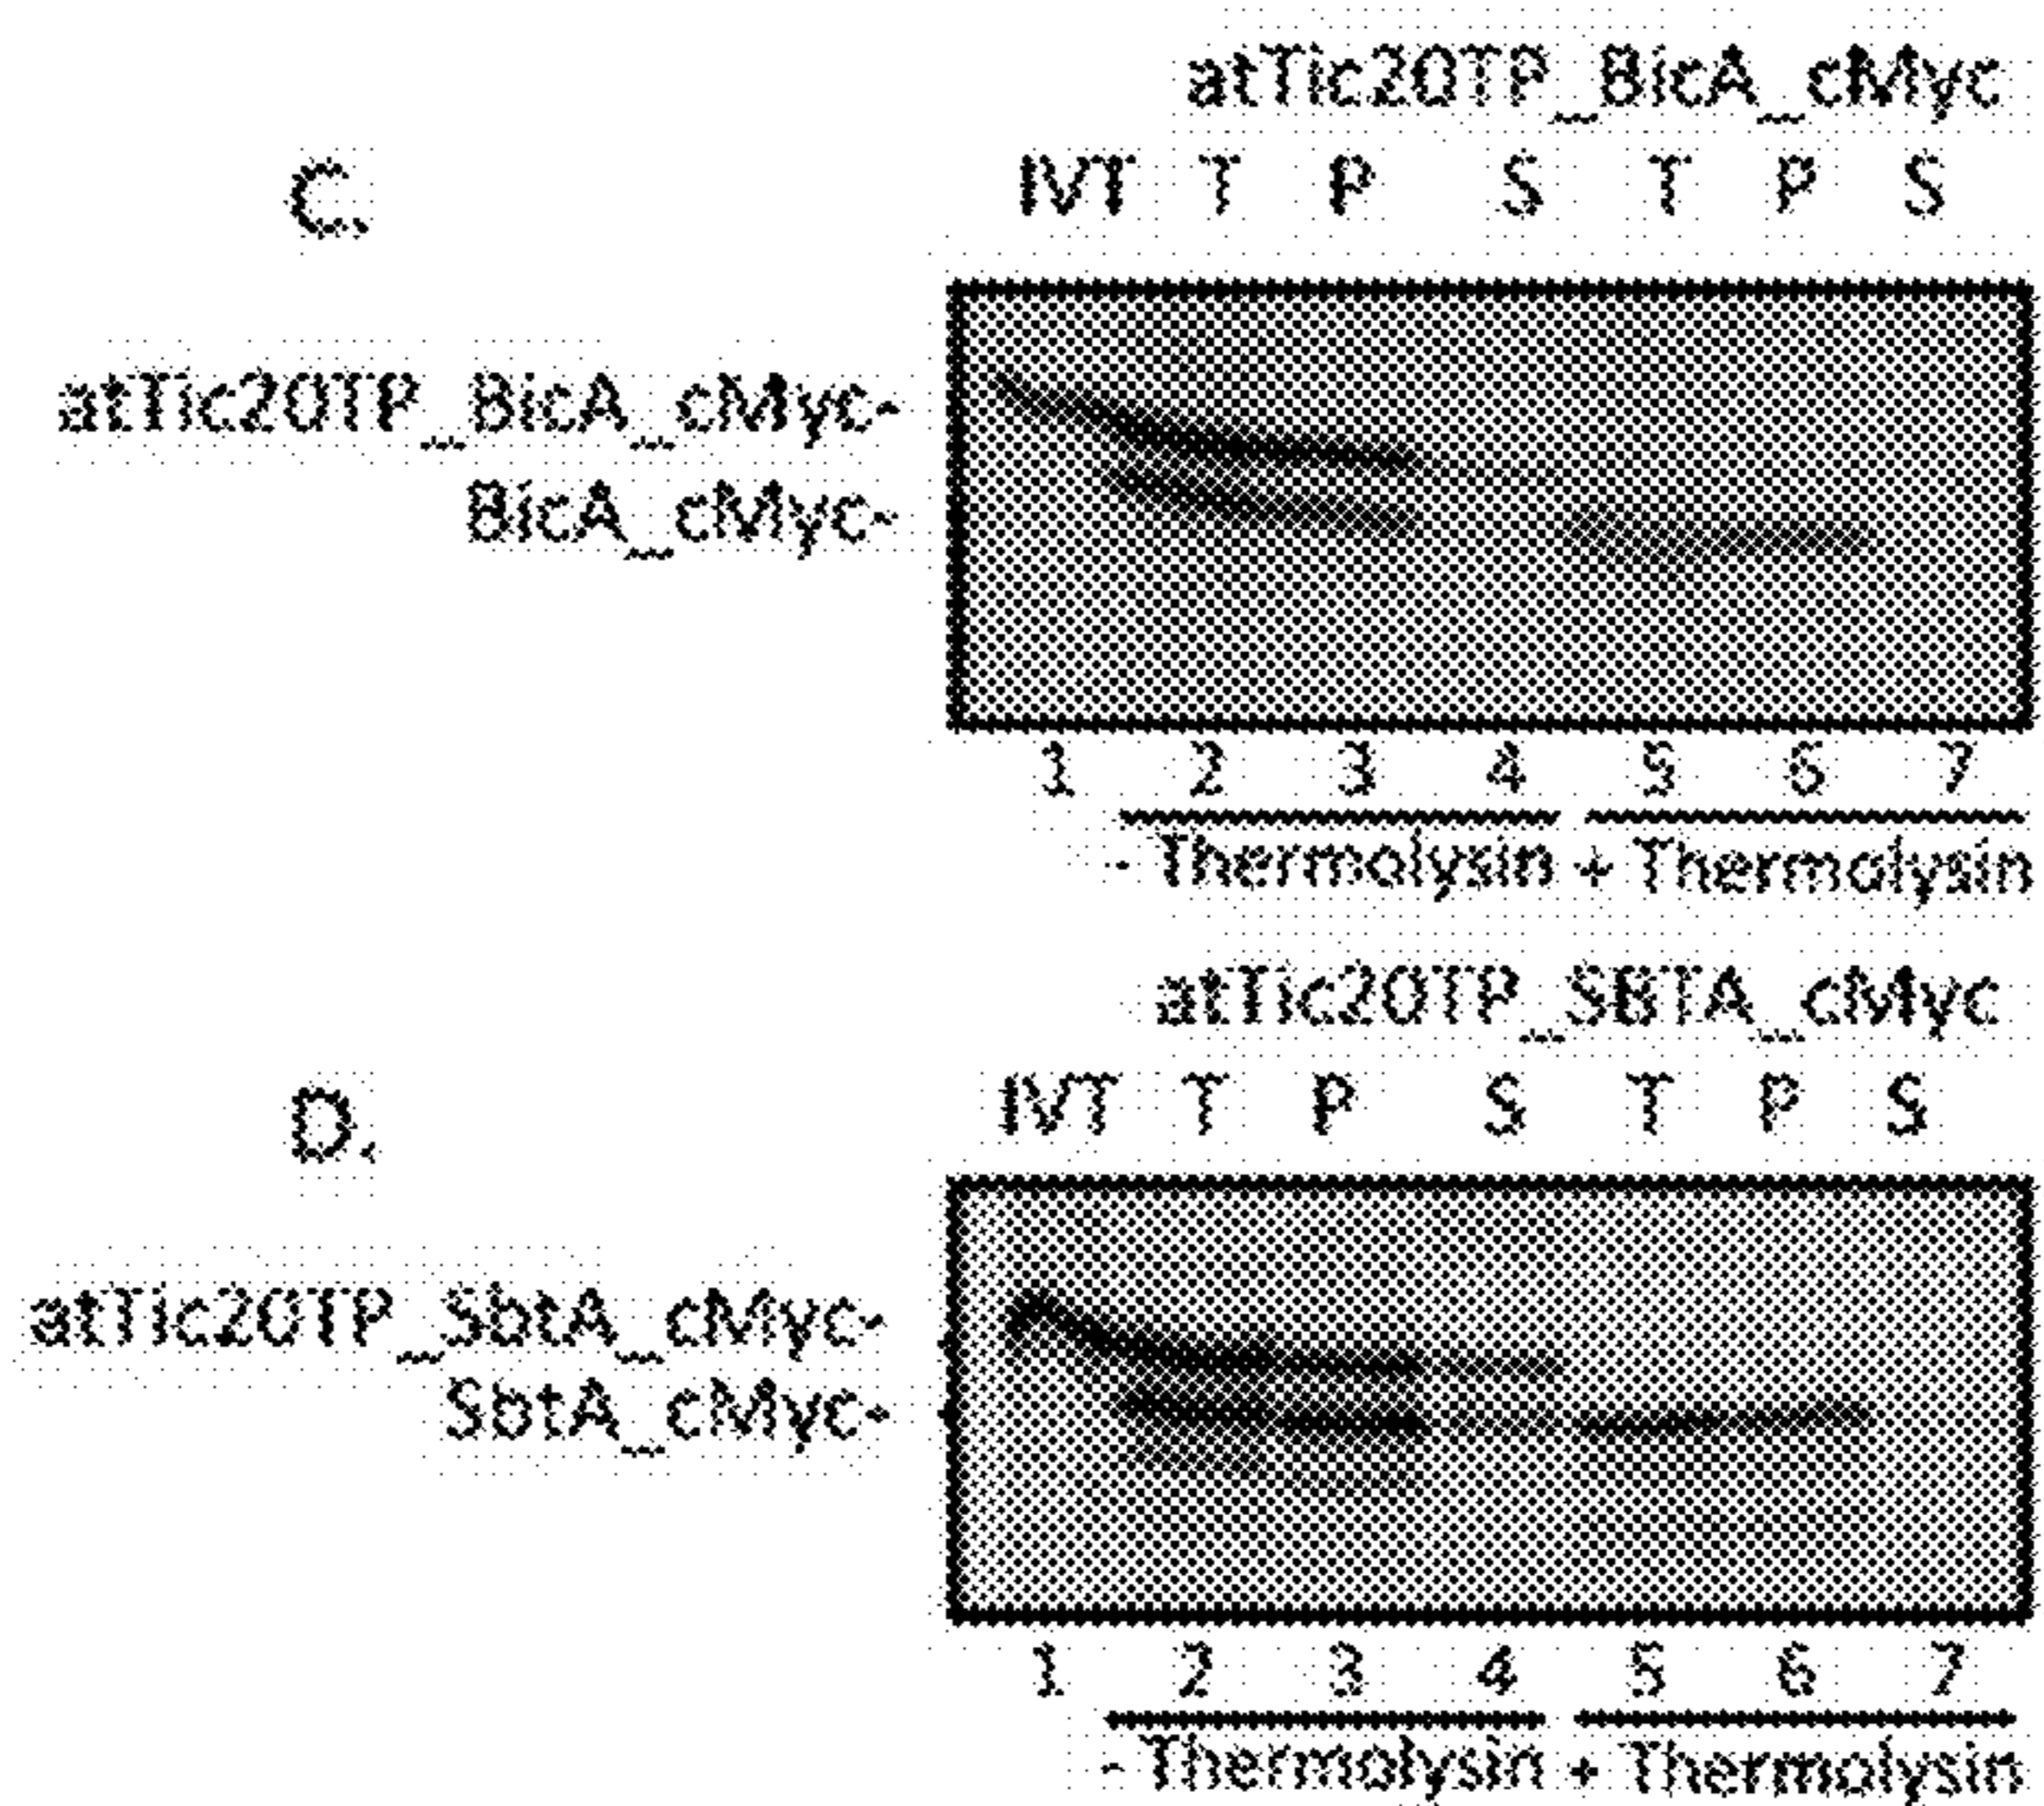 atTic20TP_BicA_cMyc
C.
IVT T P S T P S
atTic20TP_BicA_cMyc-
BicA_cMyc-
1 2 3 4 5 6 7
- Thermolysin + Thermolysin
atTic20TP_SBTA_cMyc
D.
IVT T P S T P S
atTic20TP_SbtA_cMyc-
SbtA_cMyc-
1 2 3 4 5 6 7
- Thermolysin + Thermolysin